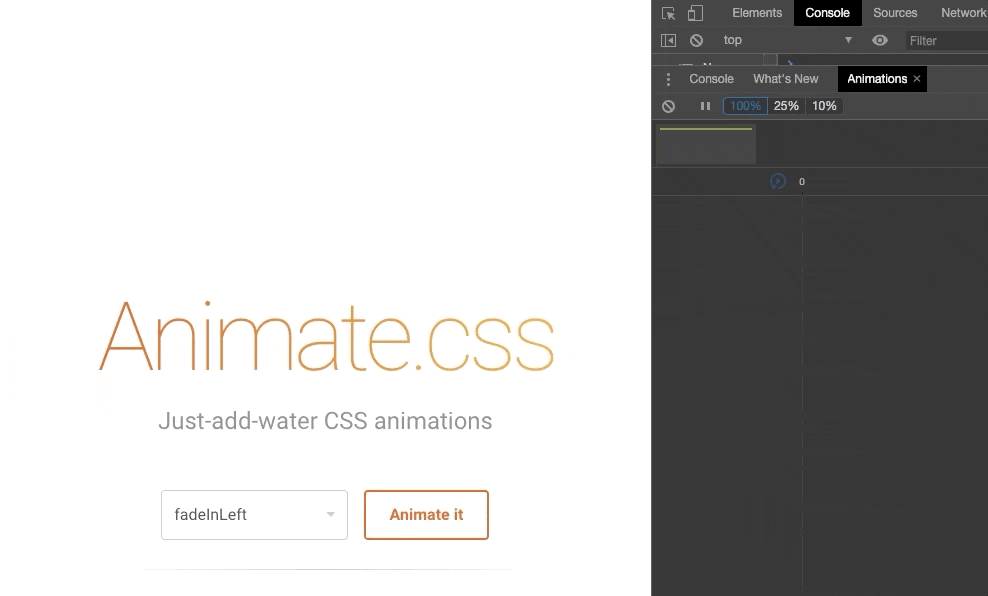 Elements Console Sources Network
top Filter
Console What's New Animations ×
100% 25% 10%
0
Animate.css
Just-add-water CSS animations
fadeInLeft Animate it